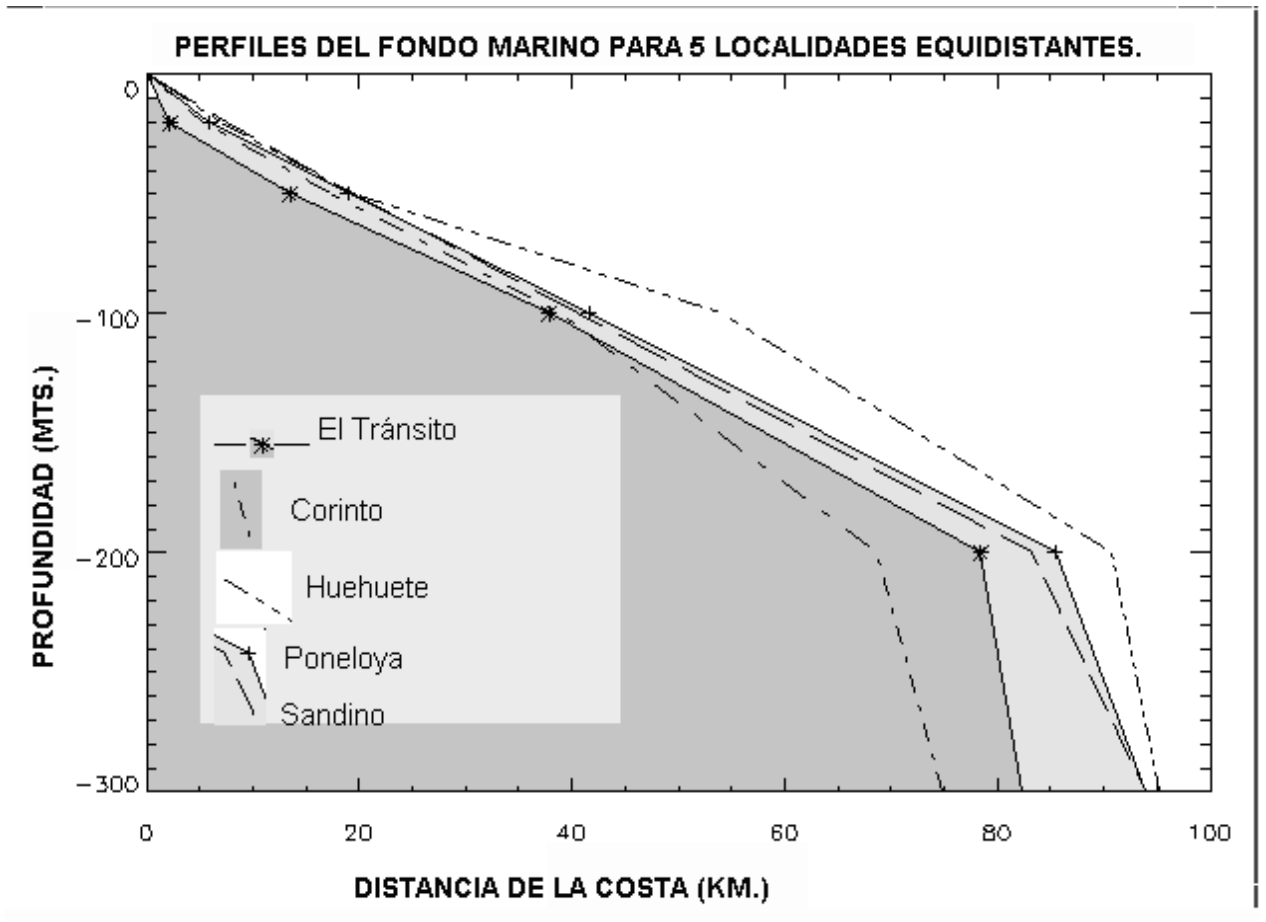 PERFILES DEL FONDO MARINO PARA 5 LOCALIDADES EQUIDISTANTES.
0
−100
−200
−300
PROFUNDIDAD (MTS.)
El Tránsito
Corinto
Huehuete
Poneloya
Sandino
0 20 40 60 80 100
DISTANCIA DE LA COSTA (KM.)